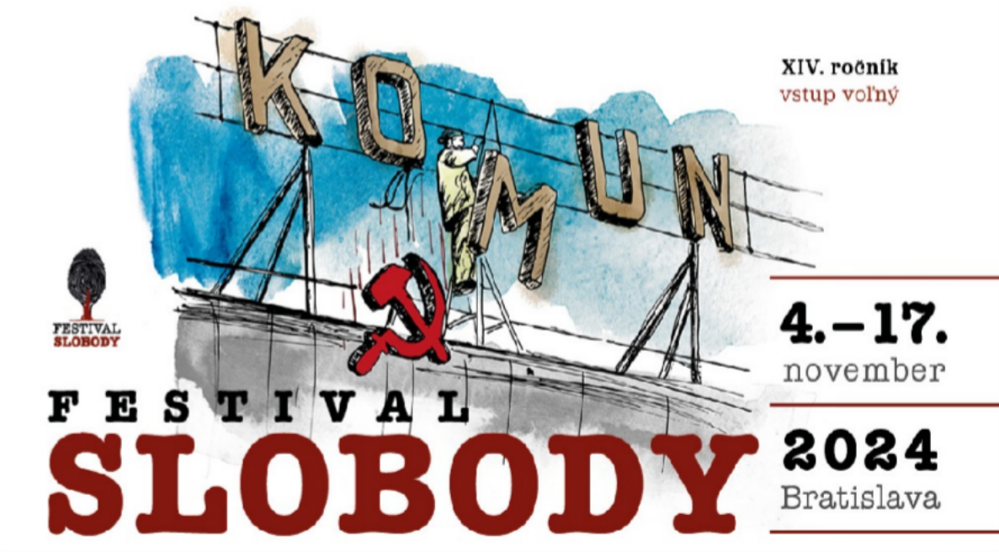 KOMUN
XIV. ročník
vstup voľný
FESTIVAL
SLOBODY
4.–17.
november
FESTIVAL
SLOBODY
2024
Bratislava